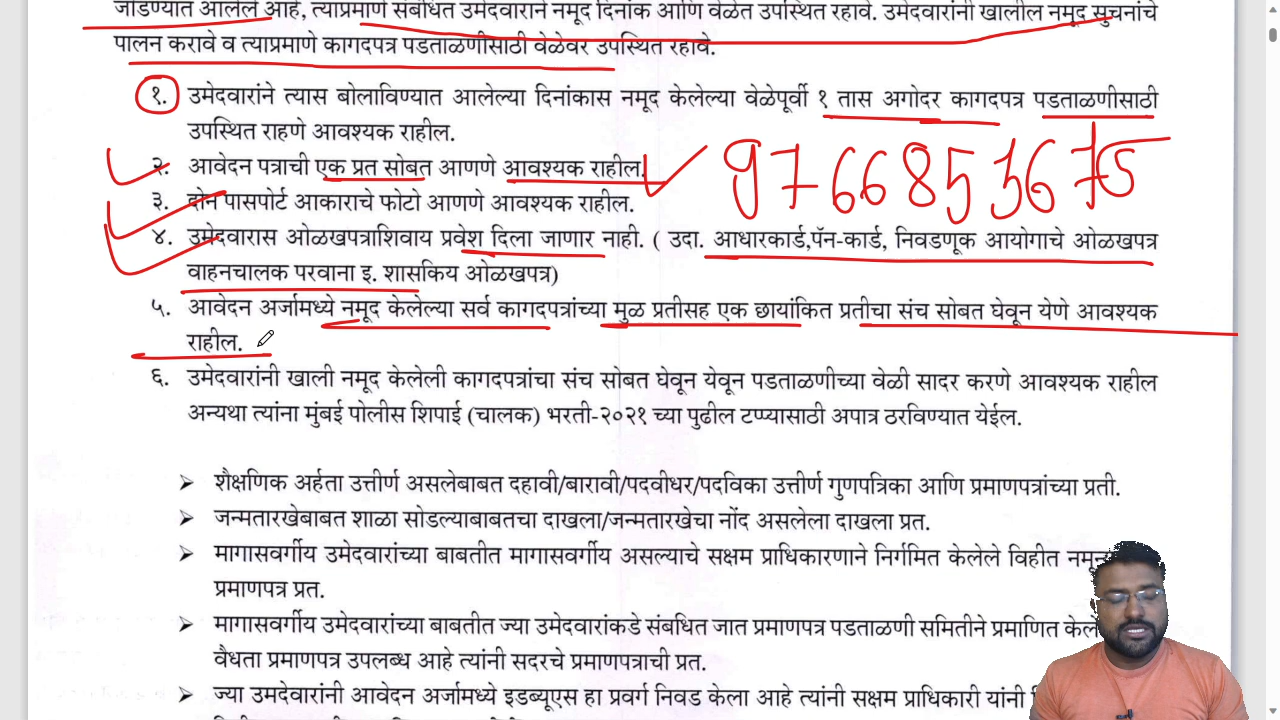 जोडण्यात आलेले आहे, त्याप्रमाणे संबंधित उमेदवाराने नमूद दिनांक आणि वेळेत उपस्थित रहावे. उमेदवारांनी खालील नमूद सुचनांचे
पालन करावे व त्याप्रमाणे कागदपत्र पडताळणीसाठी वेळेवर उपस्थित रहावे.
१. उमेदवारांने त्यास बोलाविण्यात आलेल्या दिनांकास नमूद केलेल्या वेळेपूर्वी १ तास अगोदर कागदपत्र पडताळणीसाठी
उपस्थित राहणे आवश्यक राहील.
२. आवेदन पत्राची एक प्रत सोबत आणणे आवश्यक राहील.
३. दोन पासपोर्ट आकाराचे फोटो आणणे आवश्यक राहील.
४. उमेदवारास ओळखपत्राशिवाय प्रवेश दिला जाणार नाही. ( उदा. आधारकार्ड,पॅन-कार्ड, निवडणूक आयोगाचे ओळखपत्र
वाहनचालक परवाना इ. शासकिय ओळखपत्र)
५. आवेदन अर्जामध्ये नमूद केलेल्या सर्व कागदपत्रांच्या मुळ प्रतीसह एक छायांकित प्रतीचा संच सोबत घेवून येणे आवश्यक
राहील.
६. उमेदवारांनी खाली नमूद केलेली कागदपत्रांचा संच सोबत घेवून येवून पडताळणीच्या वेळी सादर करणे आवश्यक राहील
अन्यथा त्यांना मुंबई पोलीस शिपाई (चालक) भरती-२०२१ च्या पुढील टप्प्यासाठी अपात्र ठरविण्यात येईल.
➢ शैक्षणिक अर्हता उत्तीर्ण असलेबाबत दहावी/बारावी/पदवीधर/पदविका उत्तीर्ण गुणपत्रिका आणि प्रमाणपत्रांच्या प्रती.
➢ जन्मतारखेबाबत शाळा सोडल्याबाबतचा दाखला/जन्मतारखेचा नोंद असलेला दाखला प्रत.
➢ मागासवर्गीय उमेदवारांच्या बाबतीत मागासवर्गीय असल्याचे सक्षम प्राधिकारणाने निर्गमित केलेले विहीत
प्रमाणपत्र प्रत.
➢ मागासवर्गीय उमेदवारांच्या बाबतीत ज्या उमेदवारांकडे संबंधित जात प्रमाणपत्र पडताळणी समितीने प्रमाणित
वैधता प्रमाणपत्र उपलब्ध आहे त्यांनी सदरचे प्रमाणपत्राची प्रत.
➢ ज्या उमदेवारांनी आवेदन अर्जामध्ये इडब्यूएस हा प्रवर्ग निवड केला आहे त्यांनी सक्षम प्राधिकारी यांनी